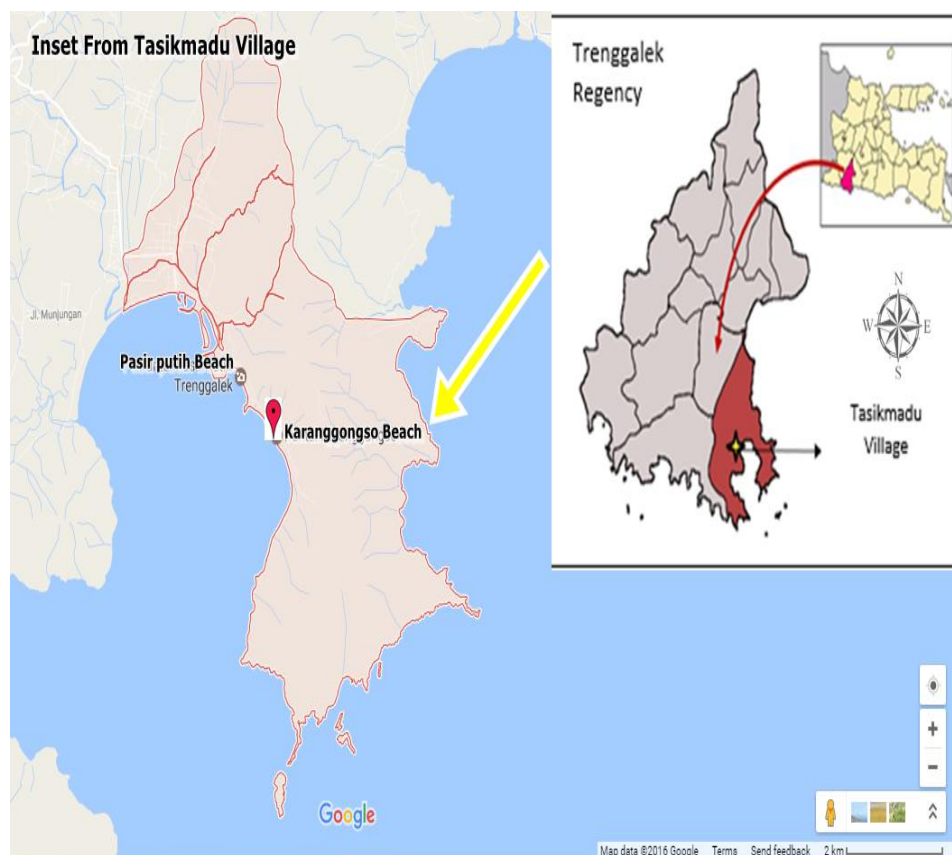 Inset From Tasikmadu Village
Trenggalek
Regency
N
W
E
S
Jl. Munjungan
Pasir putih Beach
Trenggalek
Karanggongso Beach
Tasikmadu
Village
Google
Map data ©2016 Google Terms Send feedback 2 km